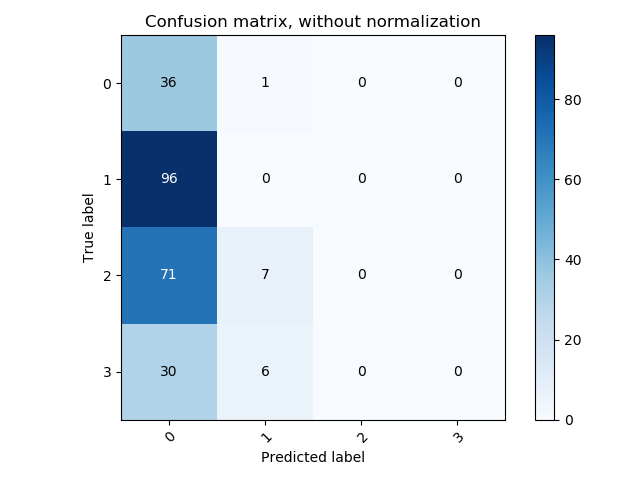 Confusion matrix, without normalization
0 36 1 0 0
1 96 0 0 0
2 71 7 0 0
3 30 6 0 0
0 1 2 3
True label
Predicted label
80
60
40
20
0